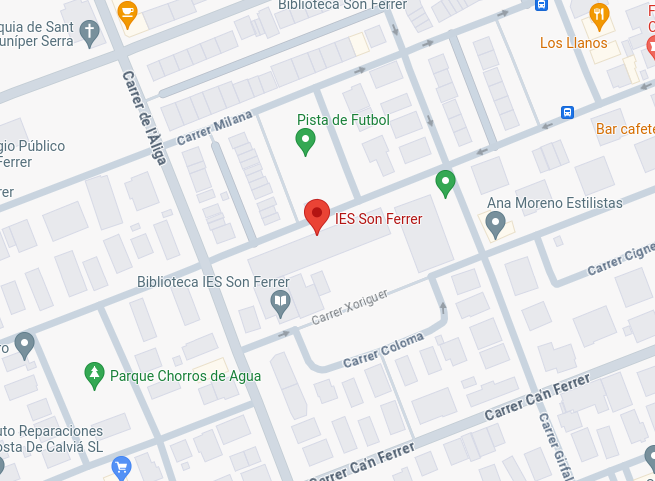 Biblioteca Son Ferrer
quia de Sant
uníper Serra
Los Llanos
F
Carrer de l'Àliga
Carrer Milana
Pista de Futbol
Bar cafete
gio Público
Ferrer
rer
IES Son Ferrer
Ana Moreno Estilistas
Carrer Cigne
Biblioteca IES Son Ferrer
Carrer Xoriguer
ro
Carrer Coloma
Parque Chorros de Agua
Carrer Can Ferrer
Carrer Girfal
uto Reparaciones
osta De Calvià SL
Carrer Can Ferrer